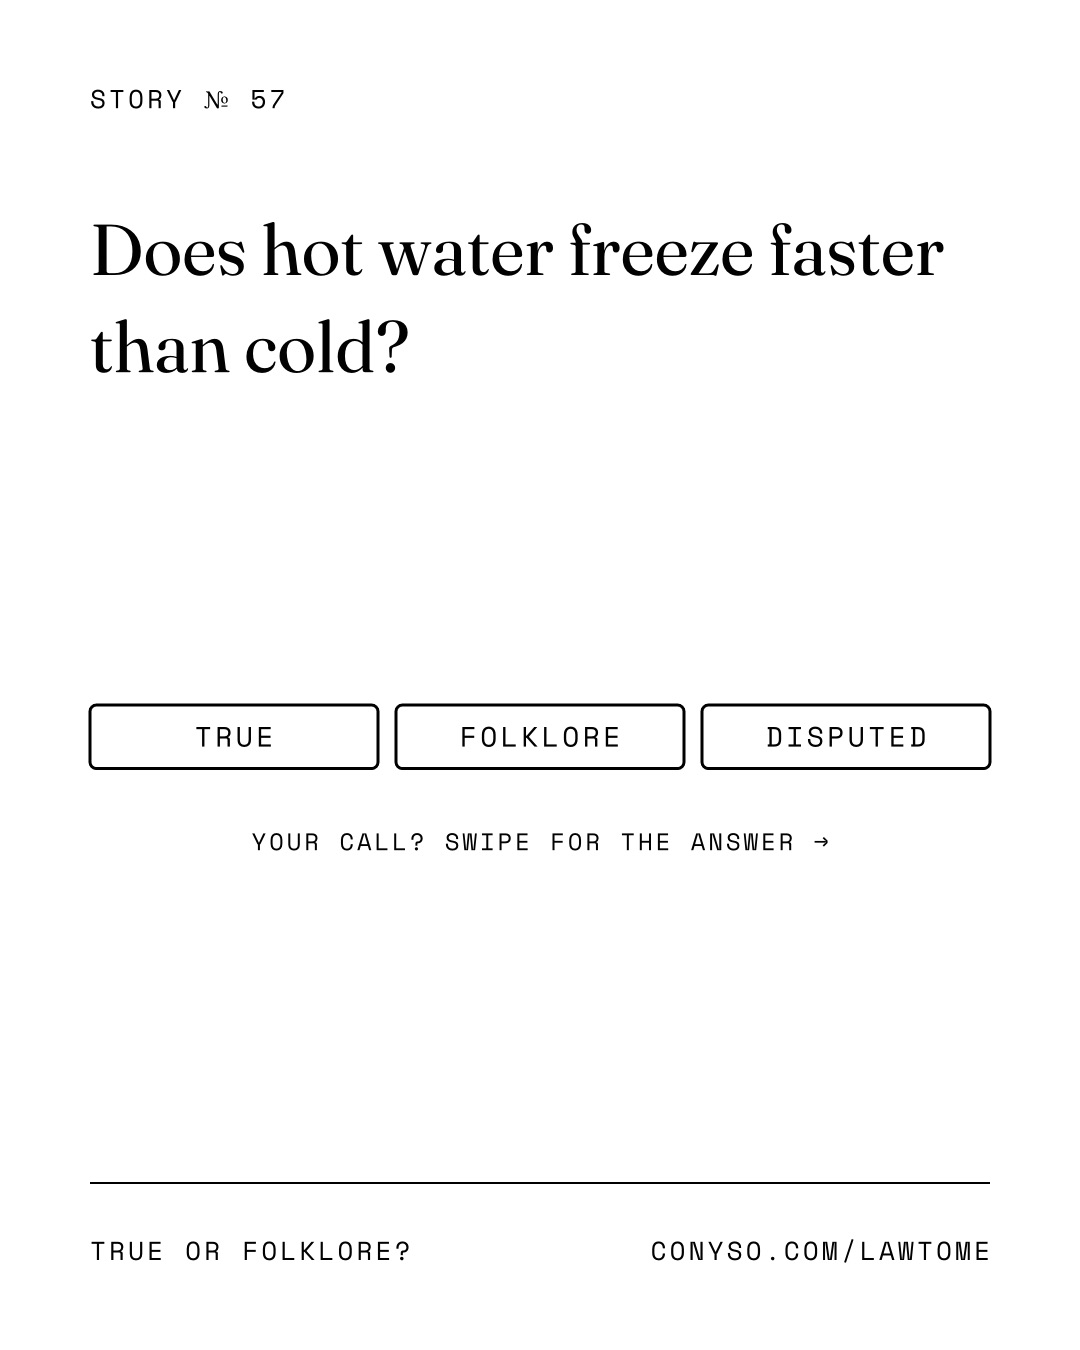 STORY № 57
Does hot water freeze faster
than cold?
TRUE
FOLKLORE
DISPUTED
YOUR CALL? SWIPE FOR THE ANSWER →
TRUE OR FOLKLORE?
CONYSO.COM/LAWTOME